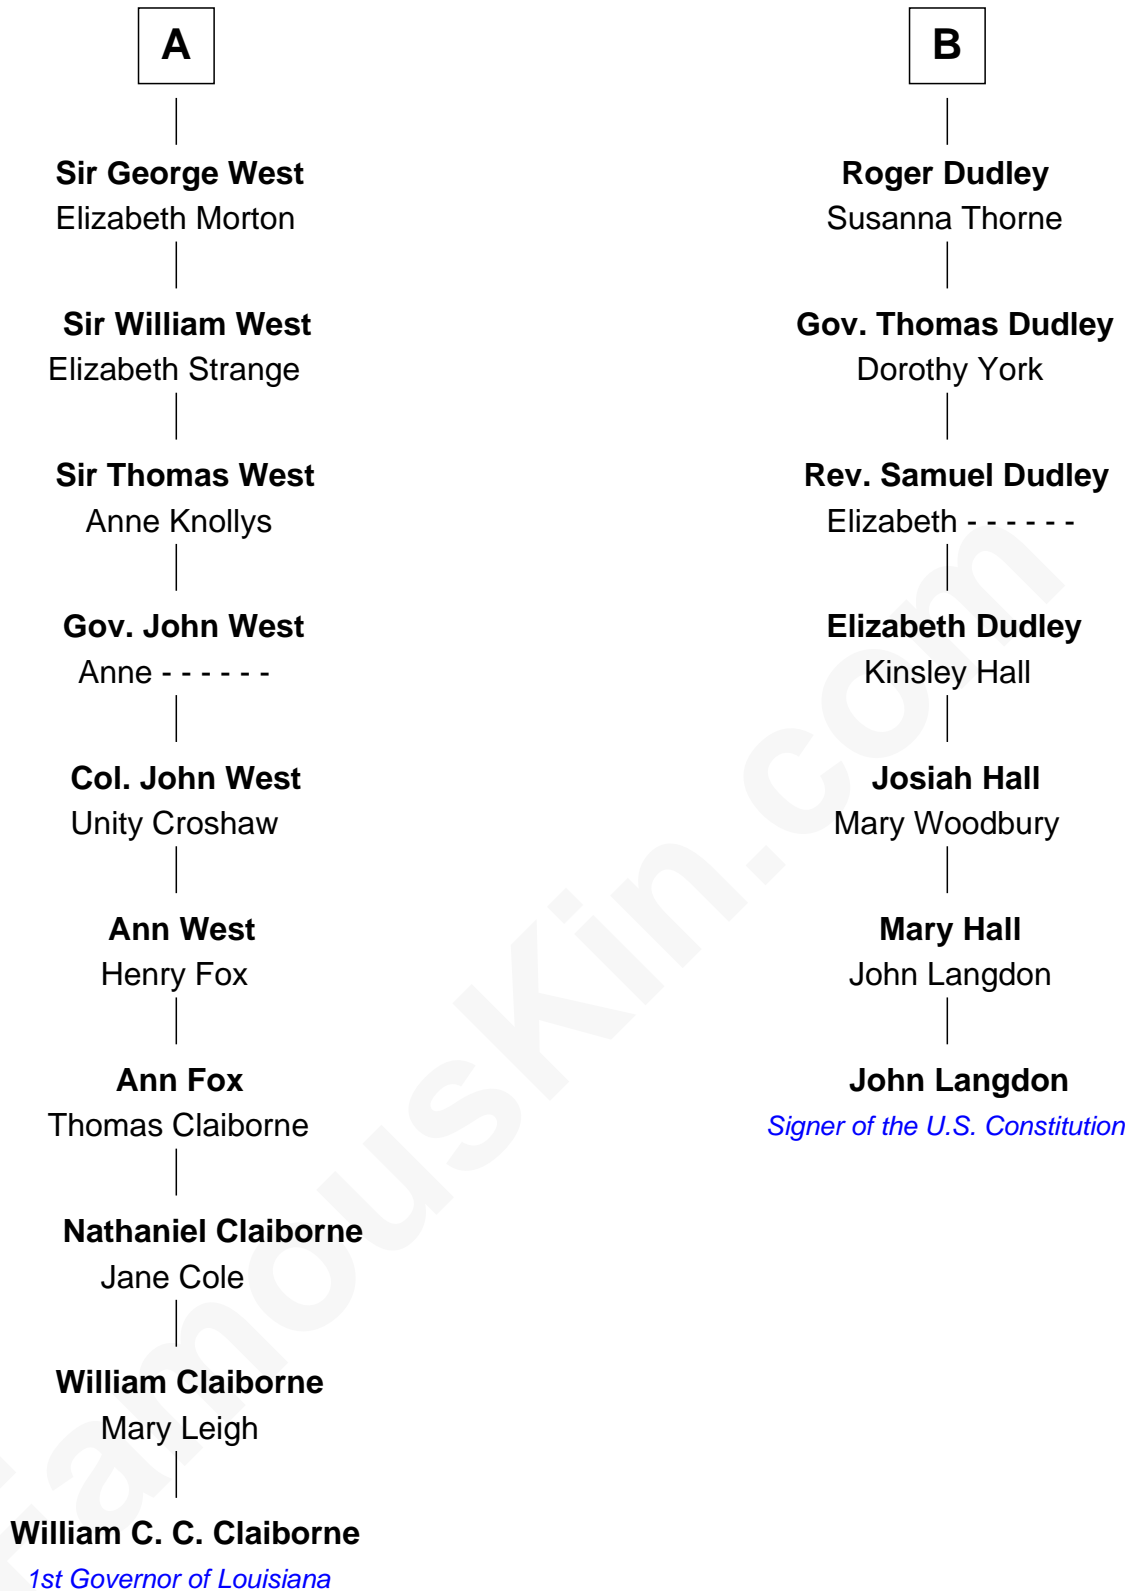 A
Sir George West
Elizabeth Morton
Sir William West
Elizabeth Strange
Sir Thomas West
Anne Knollys
Gov. John West
Anne - - - - - -
Col. John West
Unity Croshaw
Ann West
Henry Fox
Ann Fox
Thomas Claiborne
Nathaniel Claiborne
Jane Cole
William Claiborne
Mary Leigh
William C. C. Claiborne
1st Governor of Louisiana
B
Roger Dudley
Susanna Thorne
Gov. Thomas Dudley
Dorothy York
Rev. Samuel Dudley
Elizabeth - - - - - -
Elizabeth Dudley
Kinsley Hall
Josiah Hall
Mary Woodbury
Mary Hall
John Langdon
John Langdon
Signer of the U.S. Constitution
FamousKin.com